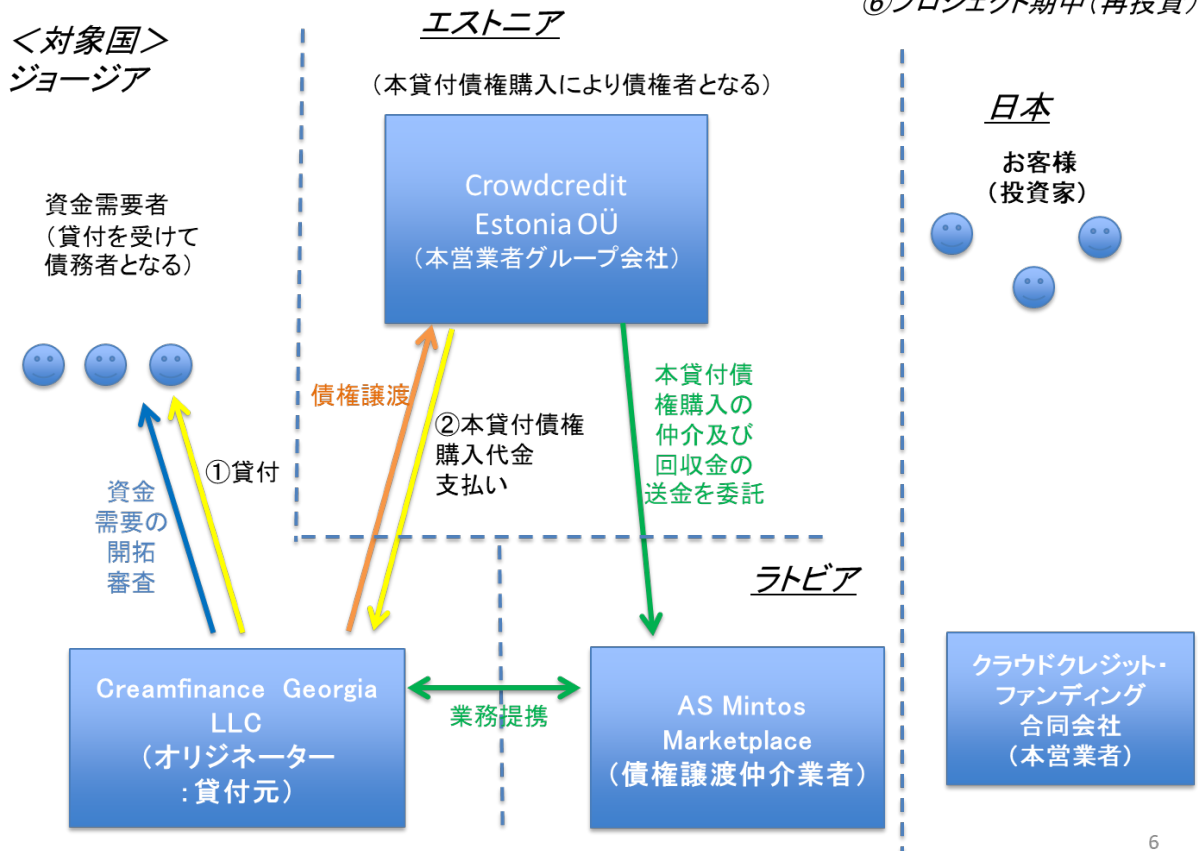 ⑥プロジェクト期中(再投資)
<対象国>
ジョージア
エストニア
(本貸付債権購入により債権者となる)
日本
お客様
(投資家)
Crowdcredit
Estonia OÜ
(本営業者グループ会社)
資金需要者
(貸付を受けて
債務者となる)
債権譲渡
②本貸付債権
購入代金
支払い
本貸付債
権購入の
仲介及び
回収金の
送金を委託
①貸付
資金
需要の
開拓
審査
ラトビア
Creamfinance Georgia
LLC
(オリジネーター
:貸付元)
業務提携
AS Mintos
Marketplace
(債権譲渡仲介業者)
クラウドクレジット・
ファンディング
合同会社
(本営業者)
6